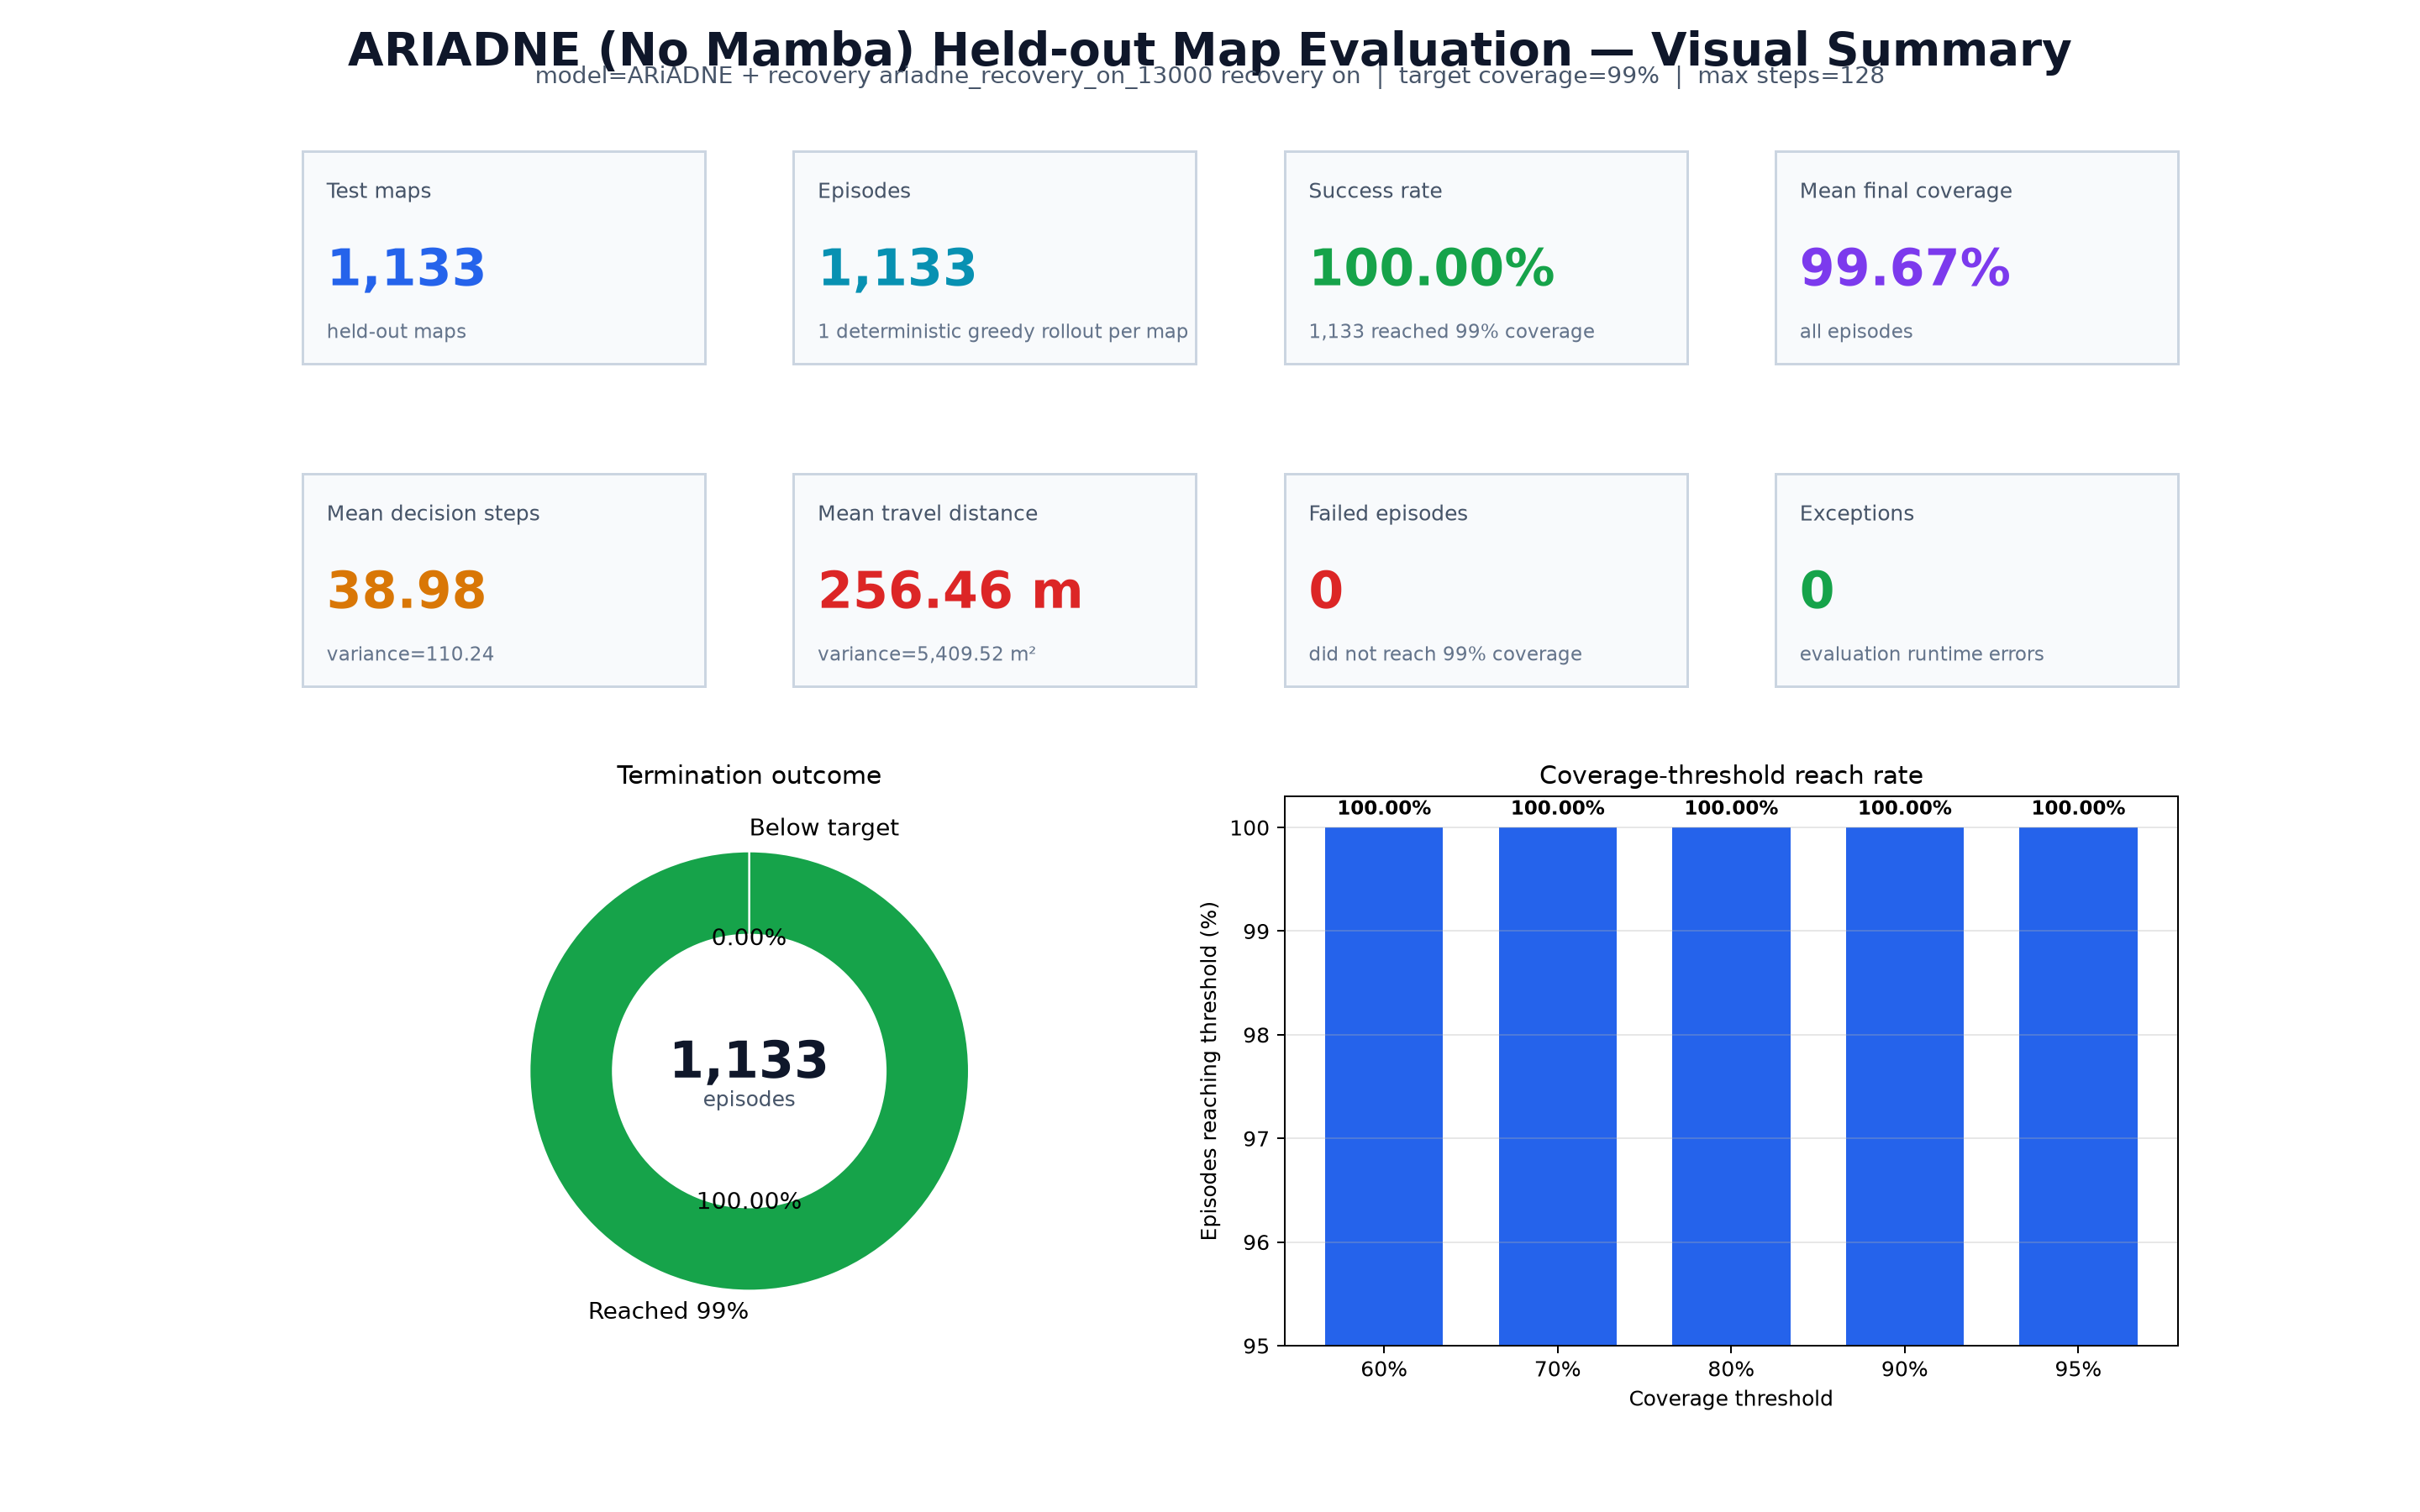 ARIADNE (No Mamba) Held-out Map Evaluation — Visual Summary
model=ARiADNE + recovery ariadne_recovery_on_13000 recovery on | target coverage=99% | max steps=128
Test maps
1,133
held-out maps
Episodes
1,133
1 deterministic greedy rollout per map
Success rate
100.00%
1,133 reached 99% coverage
Mean final coverage
99.67%
all episodes
Mean decision steps
38.98
variance=110.24
Mean travel distance
256.46 m
variance=5,409.52 m²
Failed episodes
0
did not reach 99% coverage
Exceptions
0
evaluation runtime errors
Termination outcome
Below target
0.00%
1,133
episodes
100.00%
Reached 99%
Coverage-threshold reach rate
100.00% 100.00% 100.00% 100.00% 100.00%
Episodes reaching threshold (%)
100
99
98
97
96
95
60% 70% 80% 90% 95%
Coverage threshold